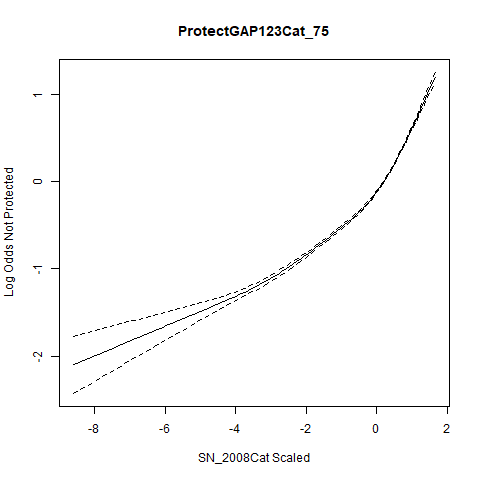 ProtectGAP123Cat_75
Log Odds Not Protected
1
0
-1
-2
-8 -6 -4 -2 0 2
SN_2008Cat Scaled